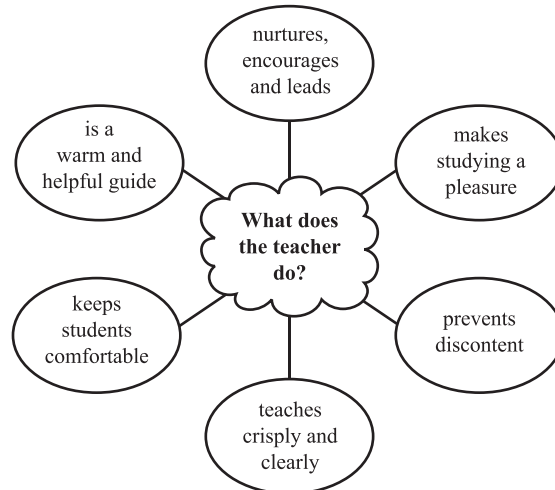 nurtures,
encourages
and leads
is a
warm and
helpful guide
makes
studying a
pleasure
What does
the teacher
do?
keeps
students
comfortable
prevents
discontent
teaches
crisply and
clearly